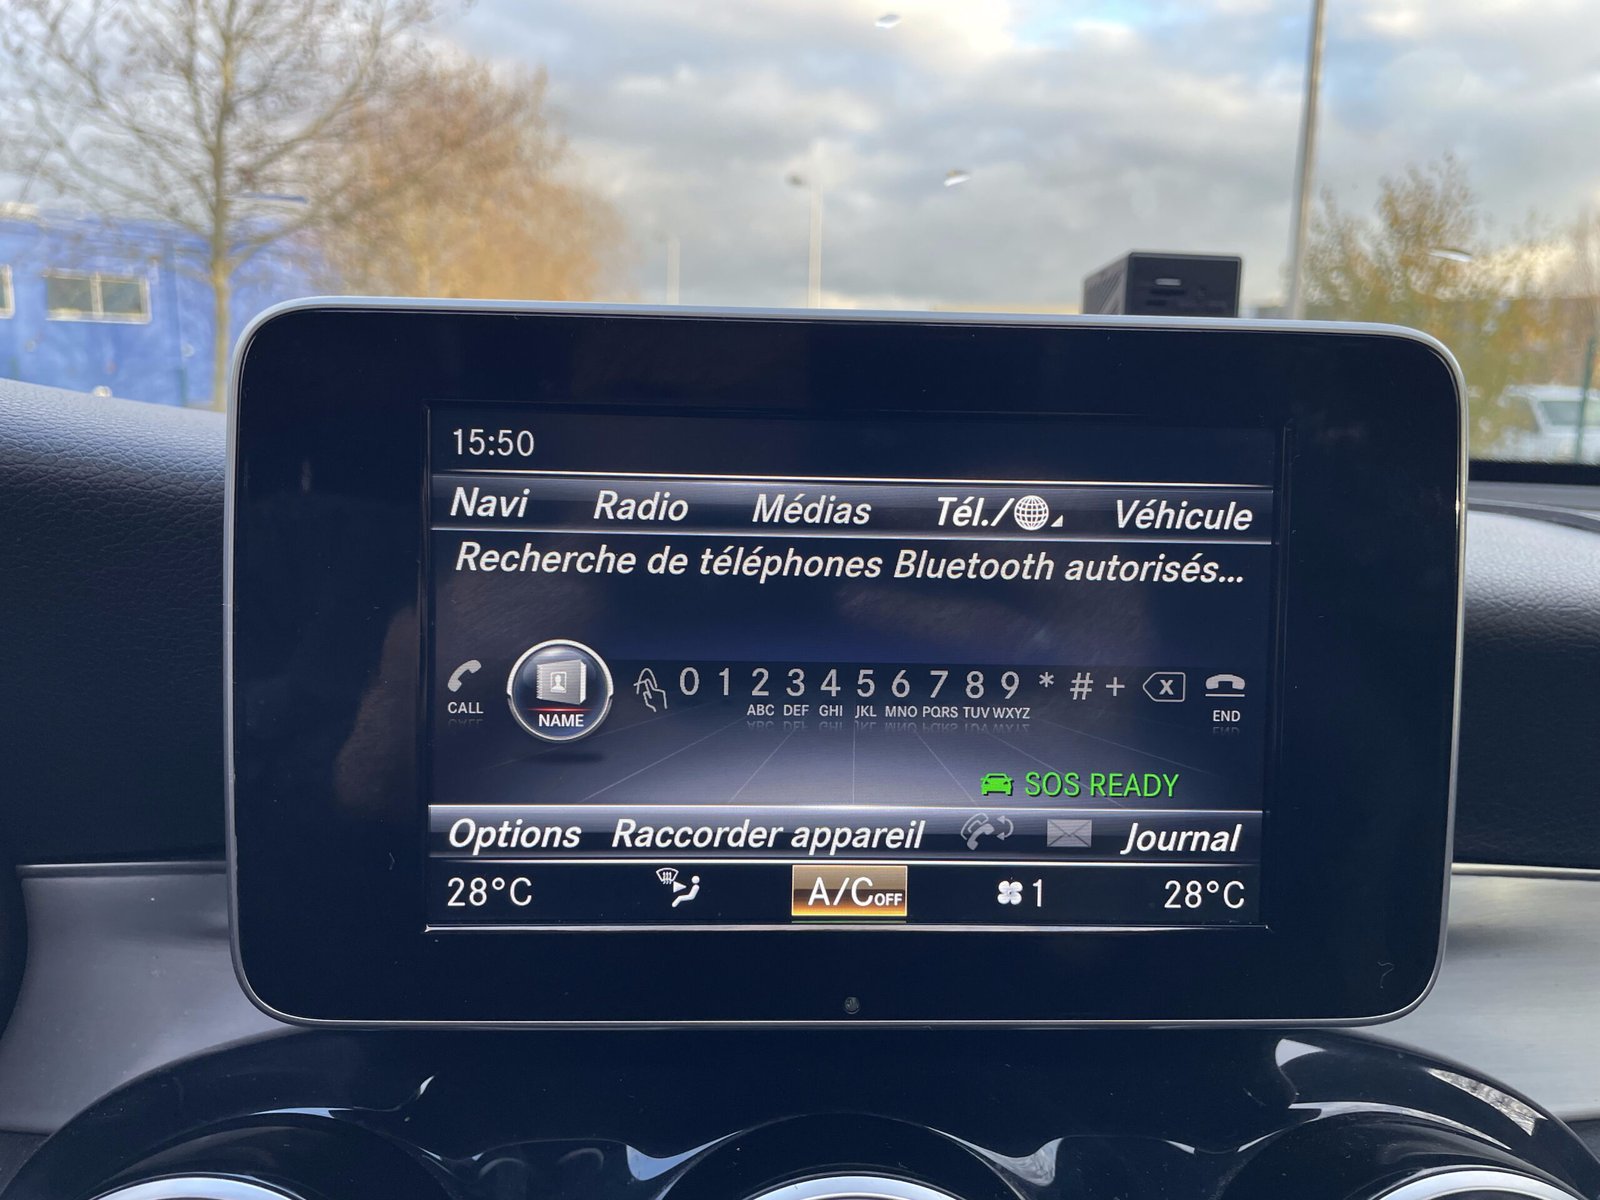 15:50
Navi Radio Médias Tél./ Véhicule
Recherche de téléphones Bluetooth autorisés...
0 1 2 3 4 5 6 7 8 9 * # + X
CALL NAME ABC DEF GHI JKL MNO PQRS TUV WXYZ END
SOS READY
Options Raccorder appareil Journal
28°C A/C OFF 1 28°C